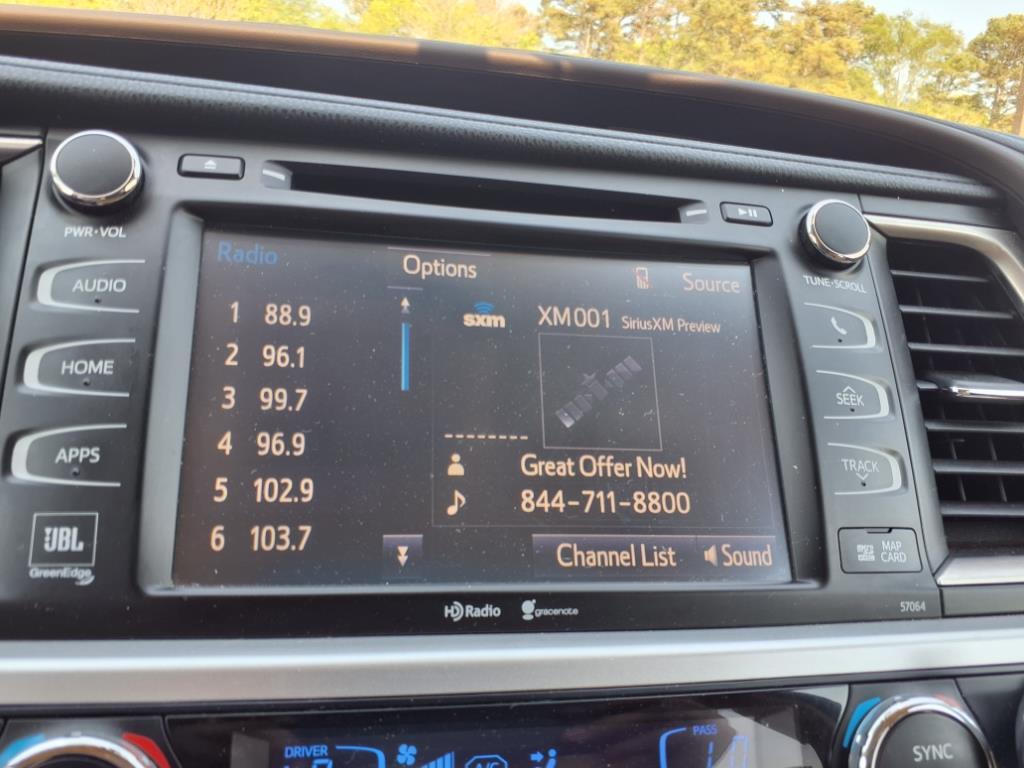 PWR•VOL
AUDIO
HOME
APPS
JBL
GreenEdge
Radio
Options
Source
1 88.9
2 96.1
3 99.7
4 96.9
5 102.9
6 103.7
sxm
XM001 SiriusXM Preview
Great Offer Now!
844-711-8800
Channel List
Sound
TUNE•SCROLL
SEEK
TRACK
MAP
CARD
HD Radio
gracenote
57064
DRIVER
A/C
PASS
SYNC